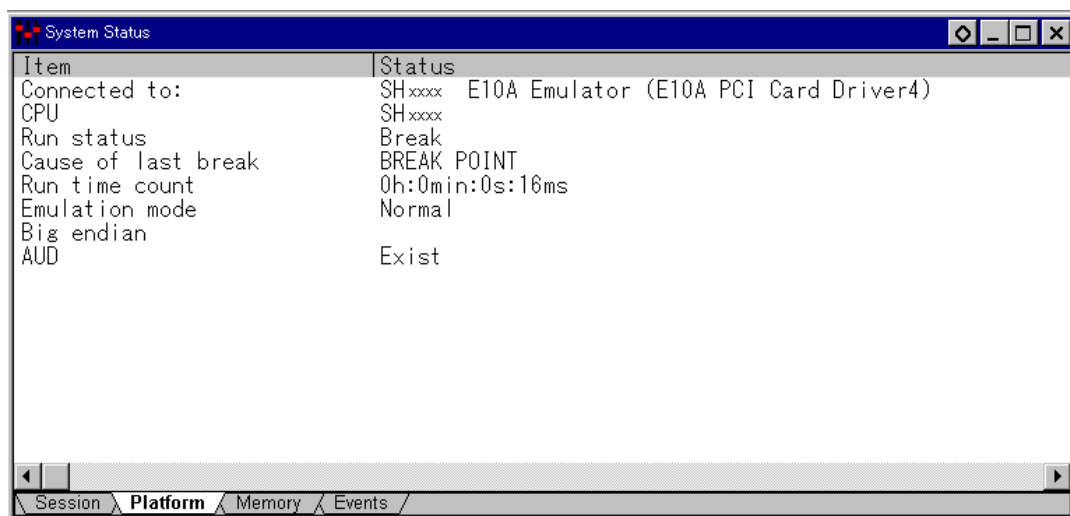 System Status
Item Status
Connected to: SHxxxx E10A Emulator (E10A PCI Card Driver4)
CPU SHxxxx
Run status Break
Cause of last break BREAK POINT
Run time count 0h:0min:0s:16ms
Emulation mode Normal
Big endian
AUD Exist
Session Platform Memory Events